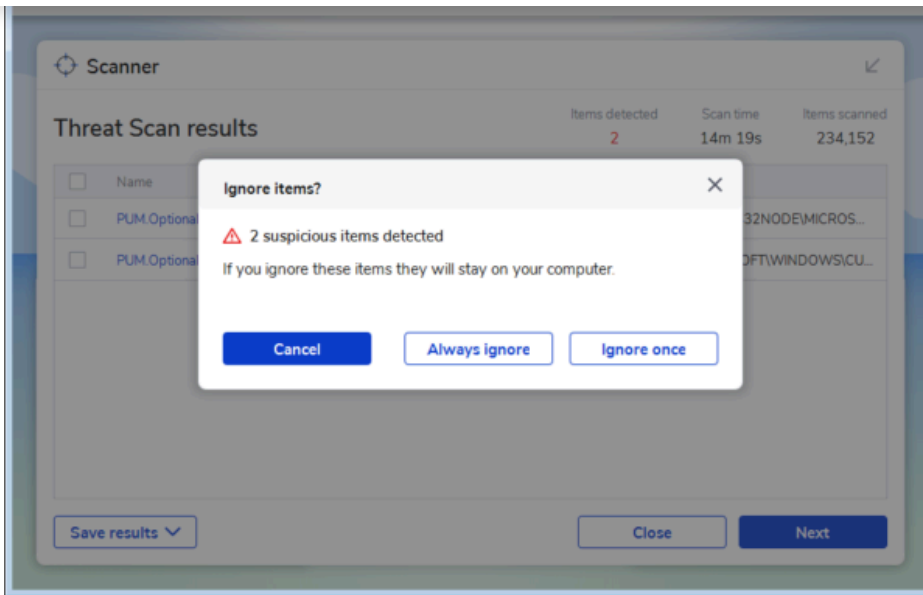 Scanner
Threat Scan results
Items detected
2
Scan time
14m 19s
Items scanned
234,152
Name
PUM.Optional
32NODE\MICROS...
PUM.Optional
OFT\WINDOWS\CU...
Ignore items?
2 suspicious items detected
If you ignore these items they will stay on your computer.
Cancel
Always ignore
Ignore once
Save results
Close
Next